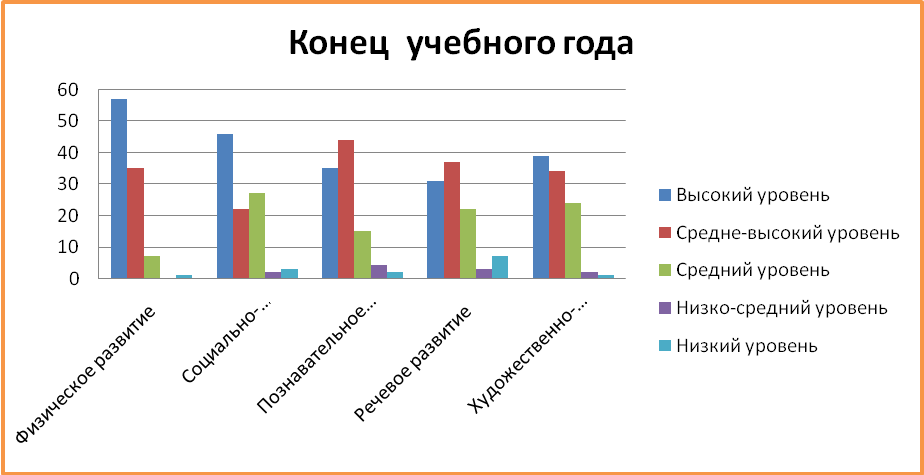 Конец учебного года
60
50
40
30
20
10
0
Физическое развитие
Социально-...
Познавательное...
Речевое развитие
Художественно-...
Высокий уровень
Средне-высокий уровень
Средний уровень
Низко-средний уровень
Низкий уровень